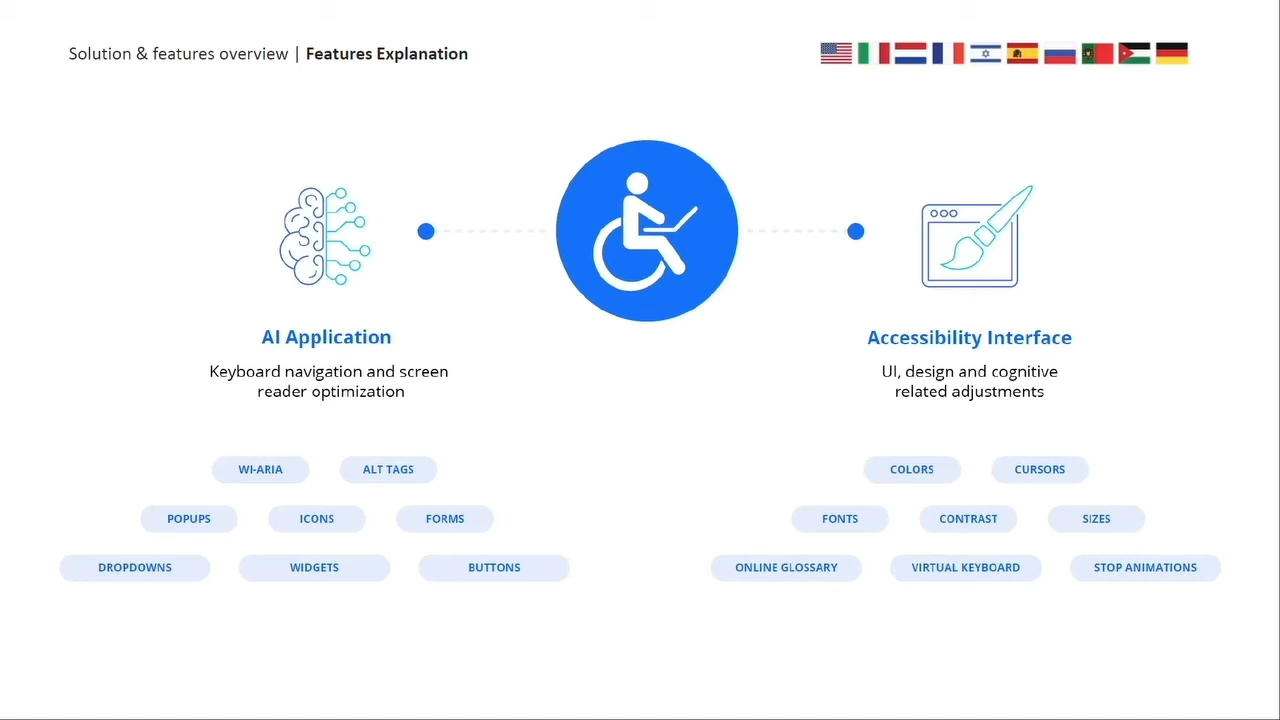 Solution & features overview | Features Explanation
AI Application
Keyboard navigation and screen
reader optimization
WI-ARIA
ALT TAGS
POPUPS
ICONS
FORMS
DROPDOWNS
WIDGETS
BUTTONS
Accessibility Interface
UI, design and cognitive
related adjustments
COLORS
CURSORS
FONTS
CONTRAST
SIZES
ONLINE GLOSSARY
VIRTUAL KEYBOARD
STOP ANIMATIONS